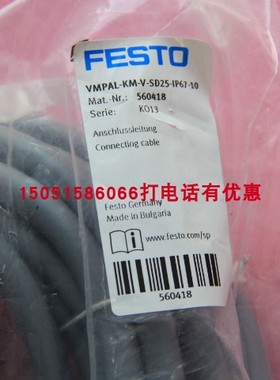 FESTO
VMPAL-KM-V-SD25-IP67-10
Mat.-Nr.: 560418
Serie: K013
Anschlussleitung
Connecting cable
15051586066打电话有优惠
Festo Germany
Made in Bulgaria
www.festo.com/sp
560418